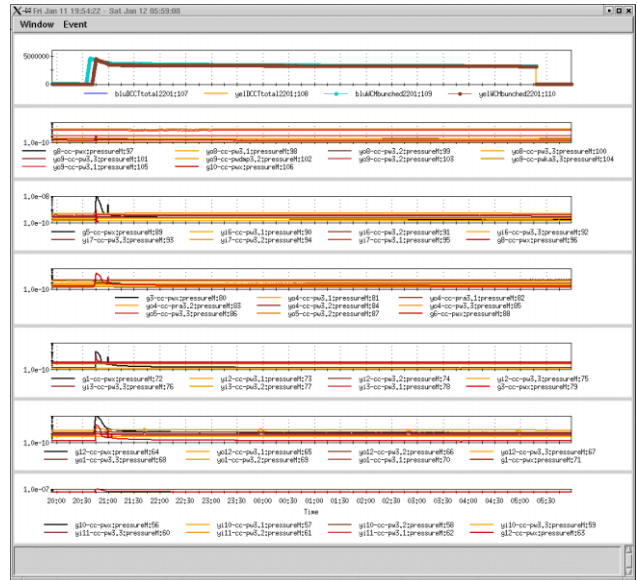 X-¤ Fri Jan 11 19:54:22 - Sat Jan 12 05:59:08
Window Event
5000000
0
bluDCCTtotal2201;107 yelDCCTtotal2201;108 bluWCMbunched2201;109 yelWCMbunched2201;110
1,0e-10
g8-cc-pwx;pressureM;97 yo8-cc-pw3,1;pressureM;98 yo8-cc-pw3,2;pressureM;99 yo8-cc-pw3,3;pressureM;100
yo9-cc-pw3,3;pressureM;101 yo9-cc-pwdmp3,2;pressureM;102 yo9-cc-pw3,2;pressureM;103 yo9-cc-pwka3,3;pressureM;104
yo9-cc-pw3,1;pressureM;105 g10-cc-pwx;pressureM;106
1,0e-08
1,0e-10
g5-cc-pwx;pressureM;89 yi6-cc-pw3,1;pressureM;90 yi6-cc-pw3,2;pressureM;91 yi6-cc-pw3,3;pressureM;92
yi7-cc-pw3,3;pressureM;93 yi7-cc-pw3,2;pressureM;94 yi7-cc-pw3,1;pressureM;95 g8-cc-pwx;pressureM;96
1,0e-10
g3-cc-pwx;pressureM;80 yo4-cc-pw3,1;pressureM;81 yo4-cc-pra3,1;pressureM;82
yo4-cc-pra3,2;pressureM;83 yo4-cc-pw3,2;pressureM;84 yo4-cc-pw3,3;pressureM;85
yo5-cc-pw3,3;pressureM;86 yo5-cc-pw3,2;pressureM;87 g6-cc-pwx;pressureM;88
1,0e-10
g1-cc-pwx;pressureM;72 yi2-cc-pw3,1;pressureM;73 yi2-cc-pw3,2;pressureM;74 yi2-cc-pw3,3;pressureM;75
yi3-cc-pw3,3;pressureM;76 yi3-cc-pw3,2;pressureM;77 yi3-cc-pw3,1;pressureM;78 g3-cc-pwx;pressureM;79
1,0e-10
g12-cc-pwx;pressureM;64 yo12-cc-pw3,1;pressureM;65 yo12-cc-pw3,2;pressureM;66 yo12-cc-pw3,3;pressureM;67
yo1-cc-pw3,3;pressureM;68 yo1-cc-pw3,2;pressureM;69 yo1-cc-pw3,1;pressureM;70 g1-cc-pwx;pressureM;71
1,0e-07
20:00 20:30 21:00 21:30 22:00 22:30 23:00 23:30 00:00 00:30 01:00 01:30 02:00 02:30 03:00 03:30 04:00 04:30 05:00 05:30
Time
g10-cc-pwx;pressureM;56 yi10-cc-pw3,1;pressureM;57 yi10-cc-pw3,2;pressureM;58 yi10-cc-pw3,3;pressureM;59
yi11-cc-pw3,3;pressureM;60 yi11-cc-pw3,2;pressureM;61 yi11-cc-pw3,1;pressureM;62 g12-cc-pwx;pressureM;63